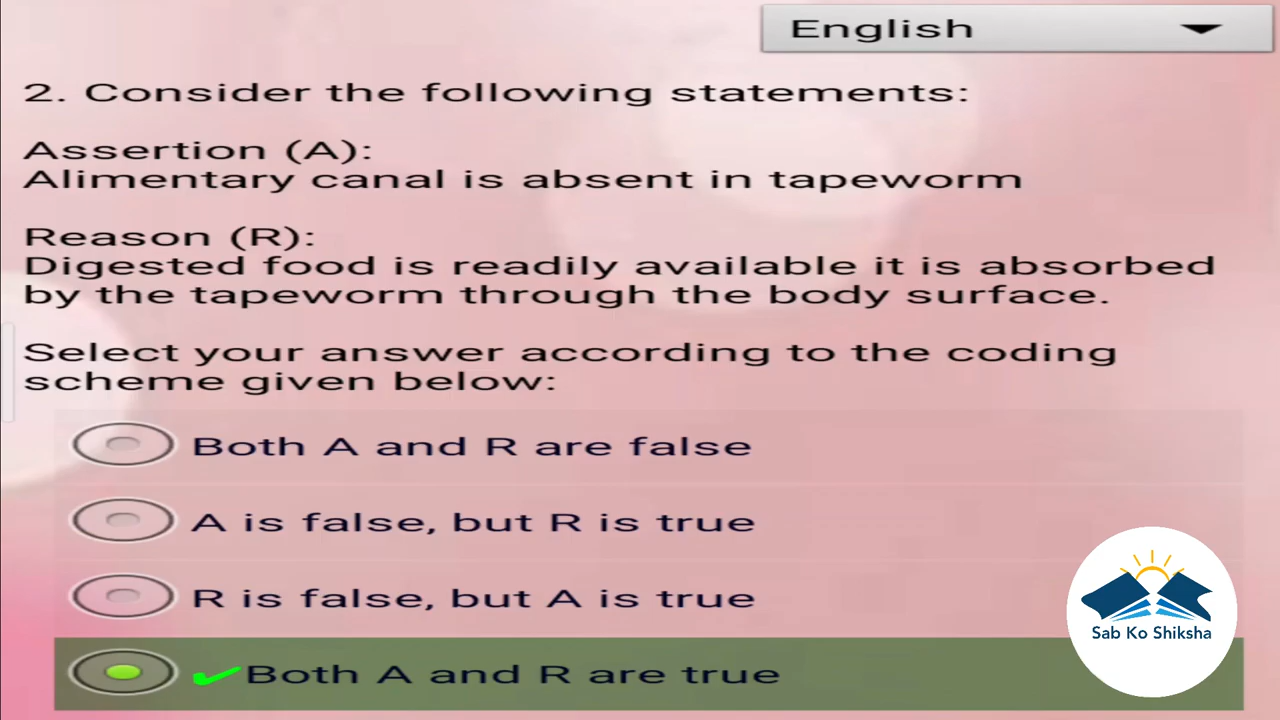 English
2. Consider the following statements:
Assertion (A):
Alimentary canal is absent in tapeworm
Reason (R):
Digested food is readily available it is absorbed
by the tapeworm through the body surface.
Select your answer according to the coding
scheme given below:
Both A and R are false
A is false, but R is true
R is false, but A is true
Both A and R are true
Sab Ko Shiksha